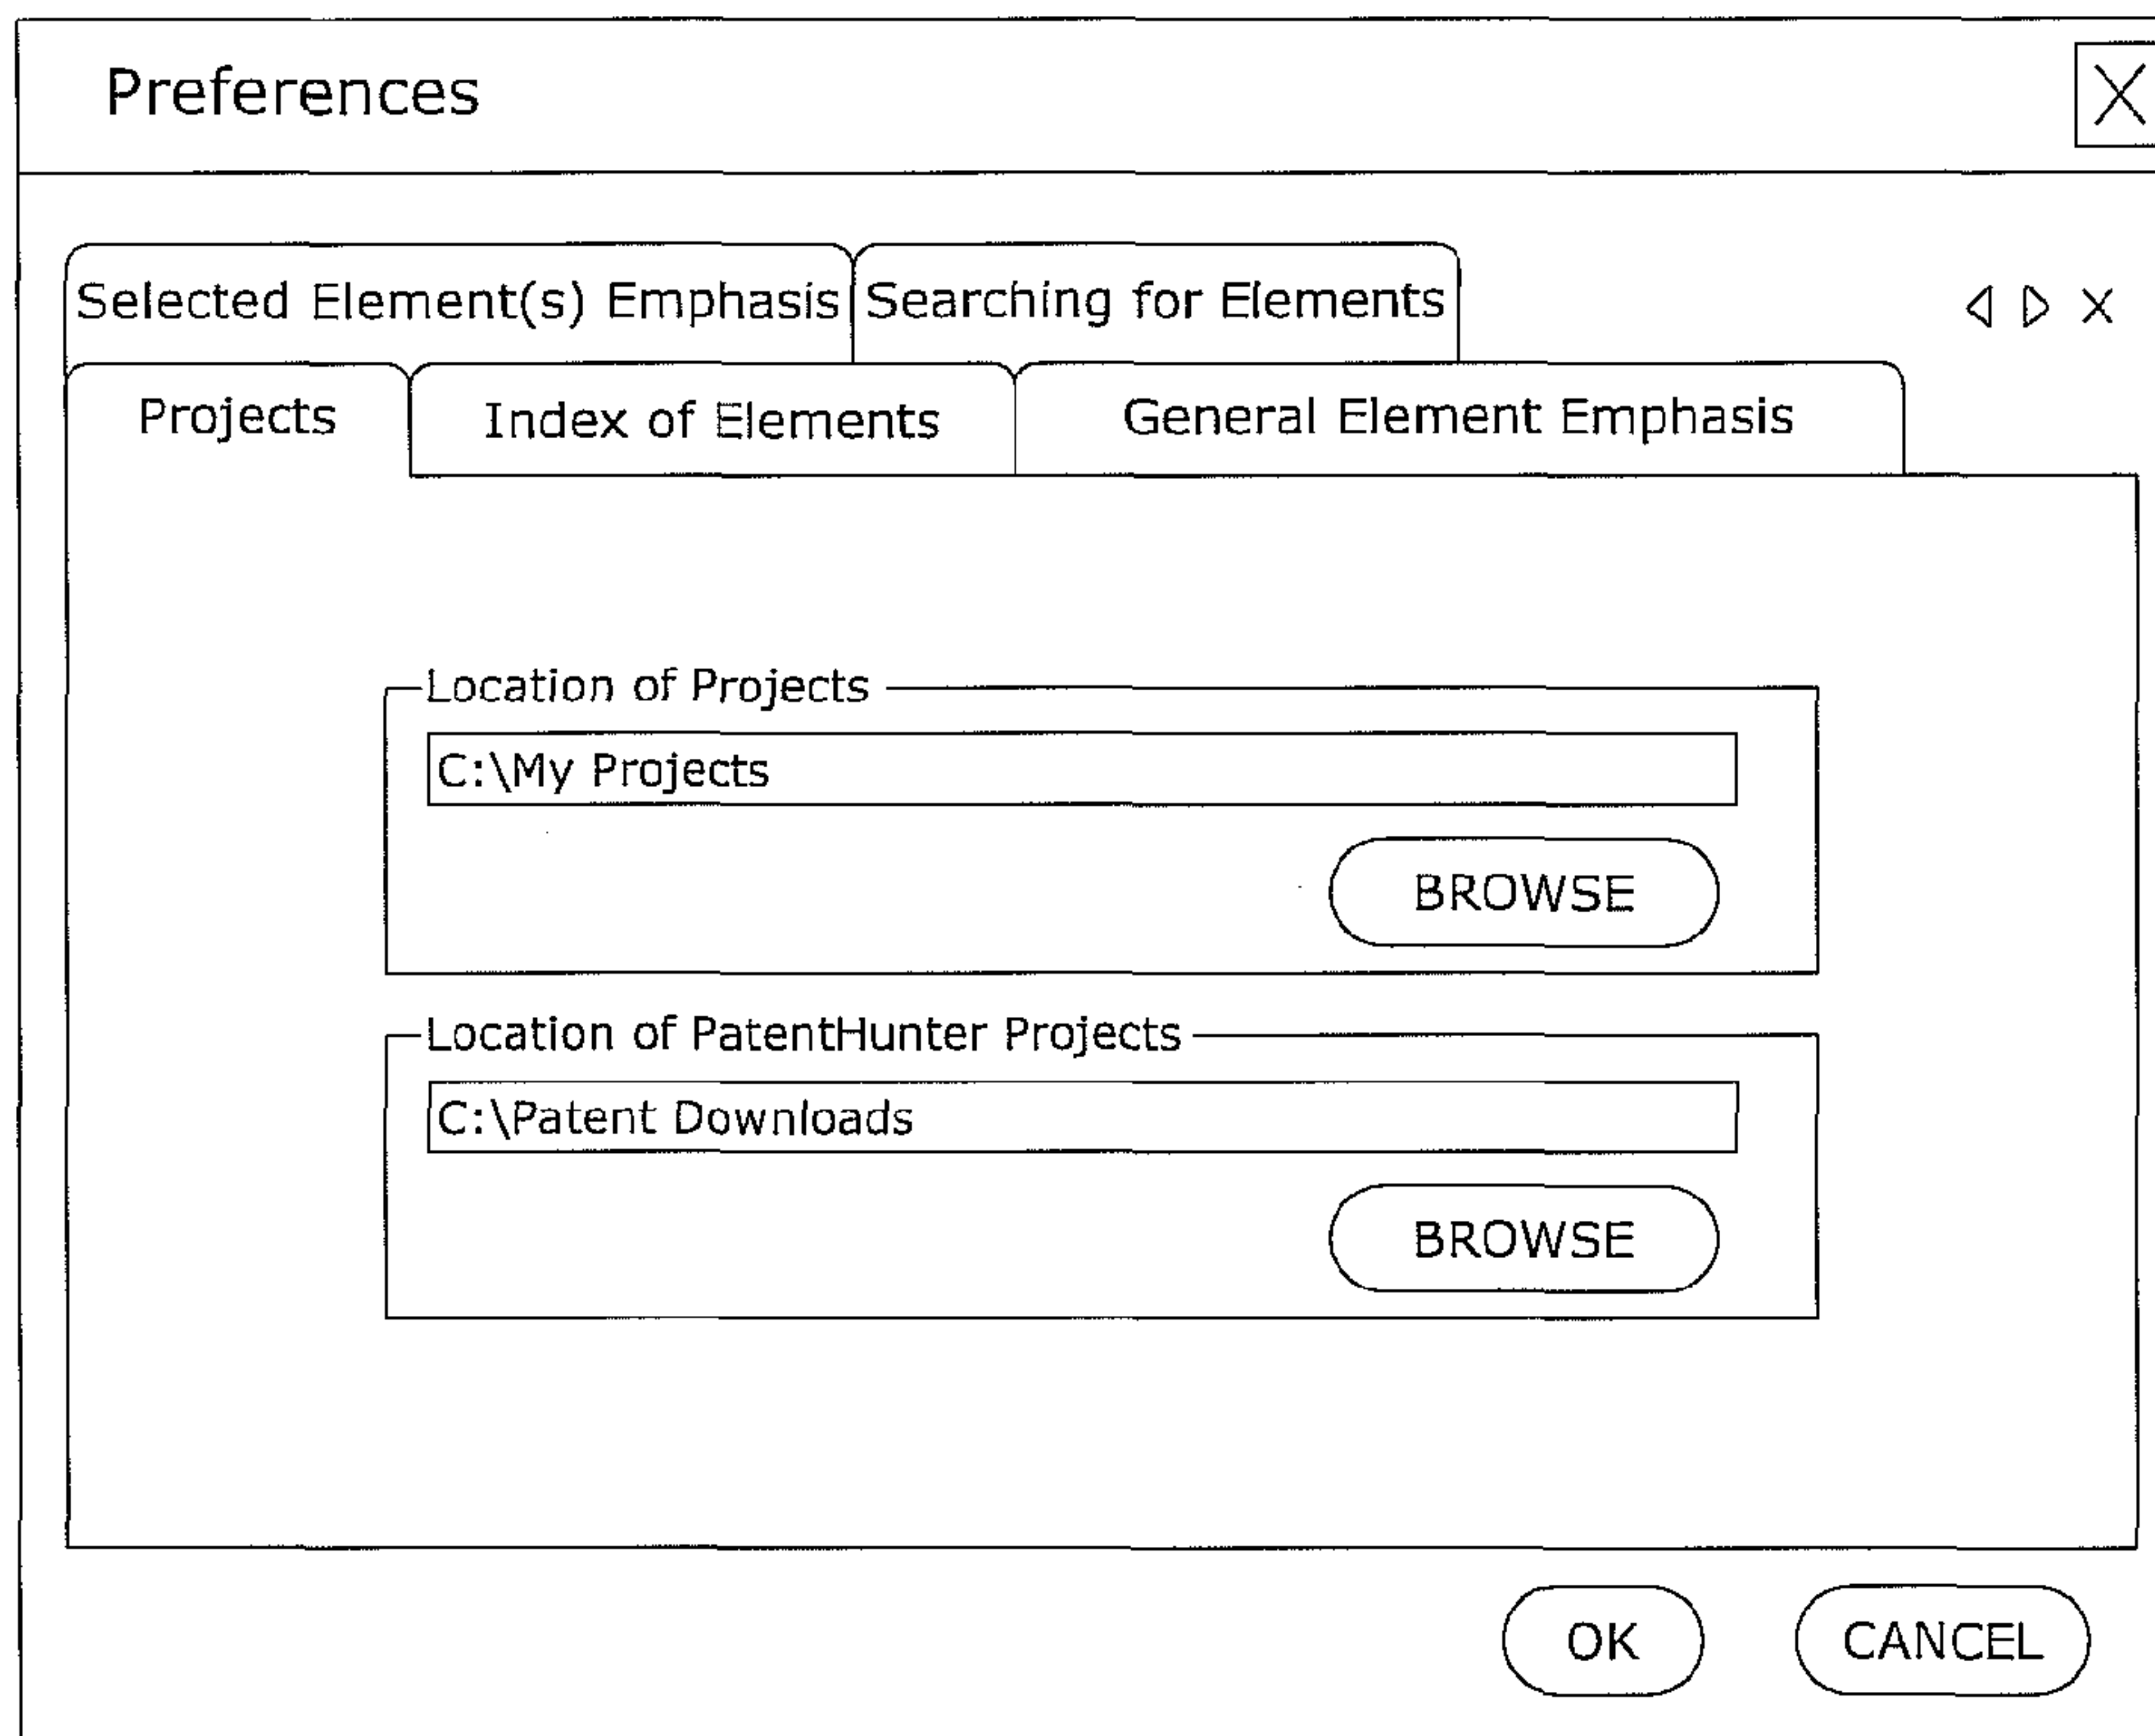 Preferences X
Selected Element(s) Emphasis Searching for Elements X
Projects Index of Elements General Element Emphasis
Location of Projects
C:\My Projects
BROWSE
Location of PatentHunter Projects
C:\Patent Downloads
BROWSE
OK CANCEL